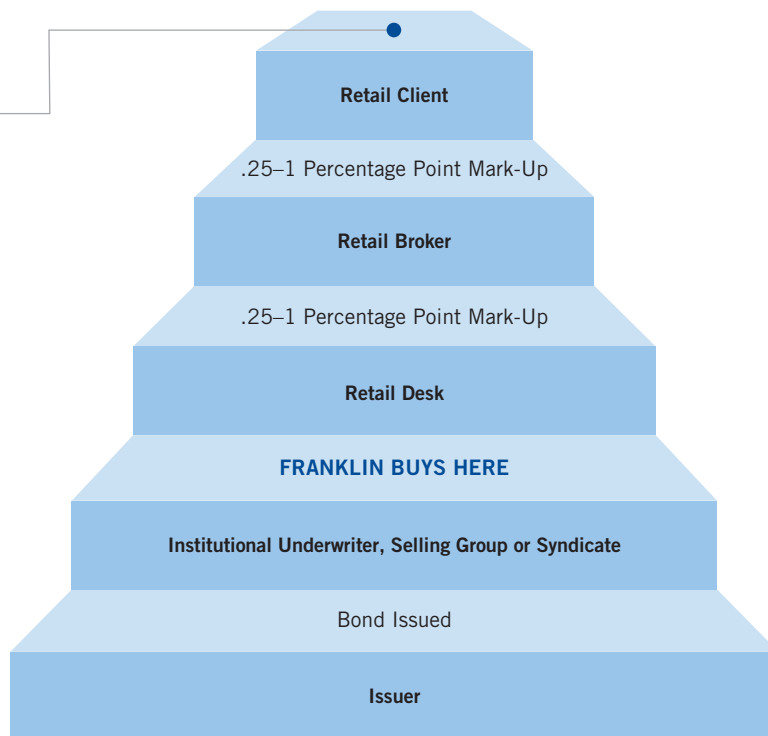 Retail Client
.25–1 Percentage Point Mark-Up
Retail Broker
.25–1 Percentage Point Mark-Up
Retail Desk
FRANKLIN BUYS HERE
Institutional Underwriter, Selling Group or Syndicate
Bond Issued
Issuer